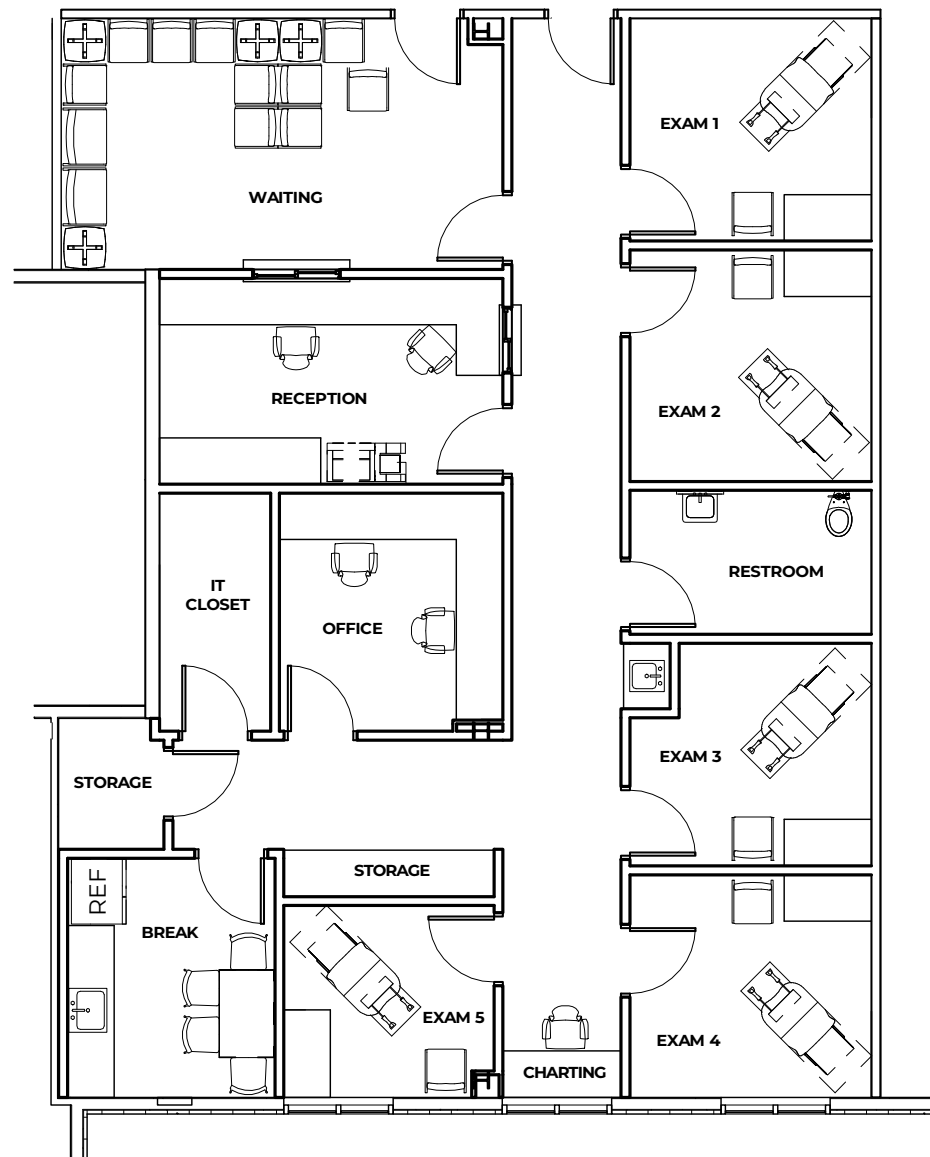 EXAM 1
WAITING
RECEPTION
EXAM 2
RESTROOM
IT
CLOSET
OFFICE
EXAM 3
STORAGE
STORAGE
REF
BREAK
EXAM 5
EXAM 4
CHARTING